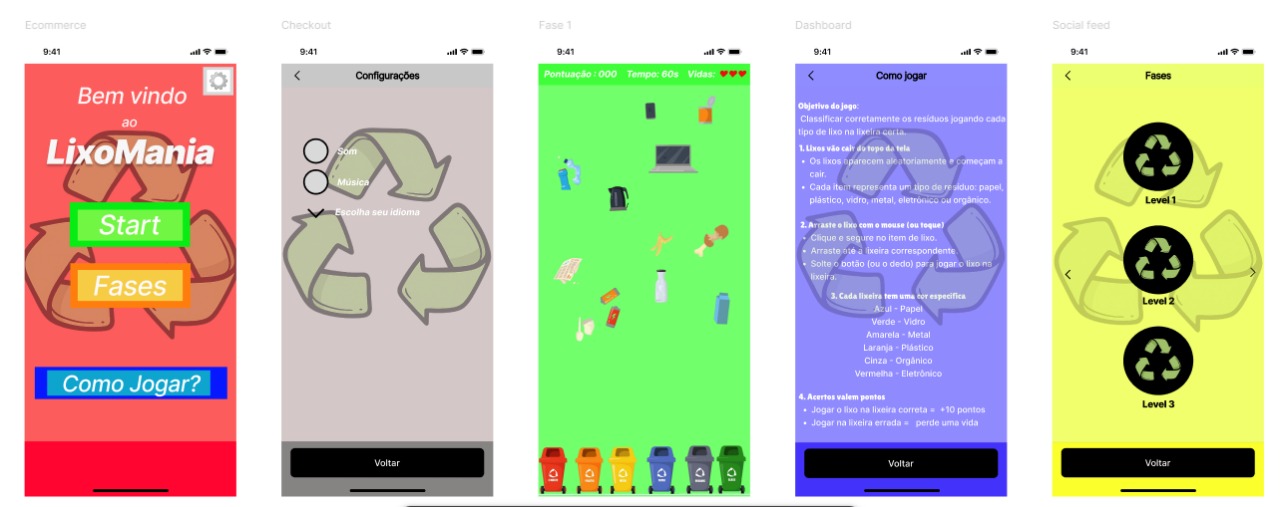 Ecommerce
9:41
Bem vindo
ao
LixoMania
Start
Fases
Como Jogar?
Checkout
9:41
Configurações
Som
Música
Escolha seu idioma
Voltar
Fase 1
9:41
Pontuação : 000 Tempo: 60s Vidas:
Dashboard
9:41
Como jogar
Objetivo do jogo:
Classificar corretamente os resíduos jogando cada
tipo de lixo na lixeira certa.
1. Lixos vão cair do topo da tela
• Os lixos aparecem aleatoriamente e começam a
cair.
• Cada item representa um tipo de resíduo: papel,
plástico, vidro, metal, eletrônico ou orgânico.
2. Arraste o lixo com o mouse (ou toque)
• Clique e segure no item de lixo.
• Arraste até a lixeira correspondente.
• Solte o botão (ou o dedo) para jogar o lixo na
lixeira.
3. Cada lixeira tem uma cor específica
Azul - Papel
Verde - Vidro
Amarela - Metal
Laranja - Plástico
Cinza - Orgânico
Vermelha - Eletrônico
4. Acertos valem pontos
• Jogar o lixo na lixeira correta = +10 pontos
• Jogar na lixeira errada = perde uma vida
Voltar
Social feed
9:41
Fases
Level 1
Level 2
Level 3
Voltar